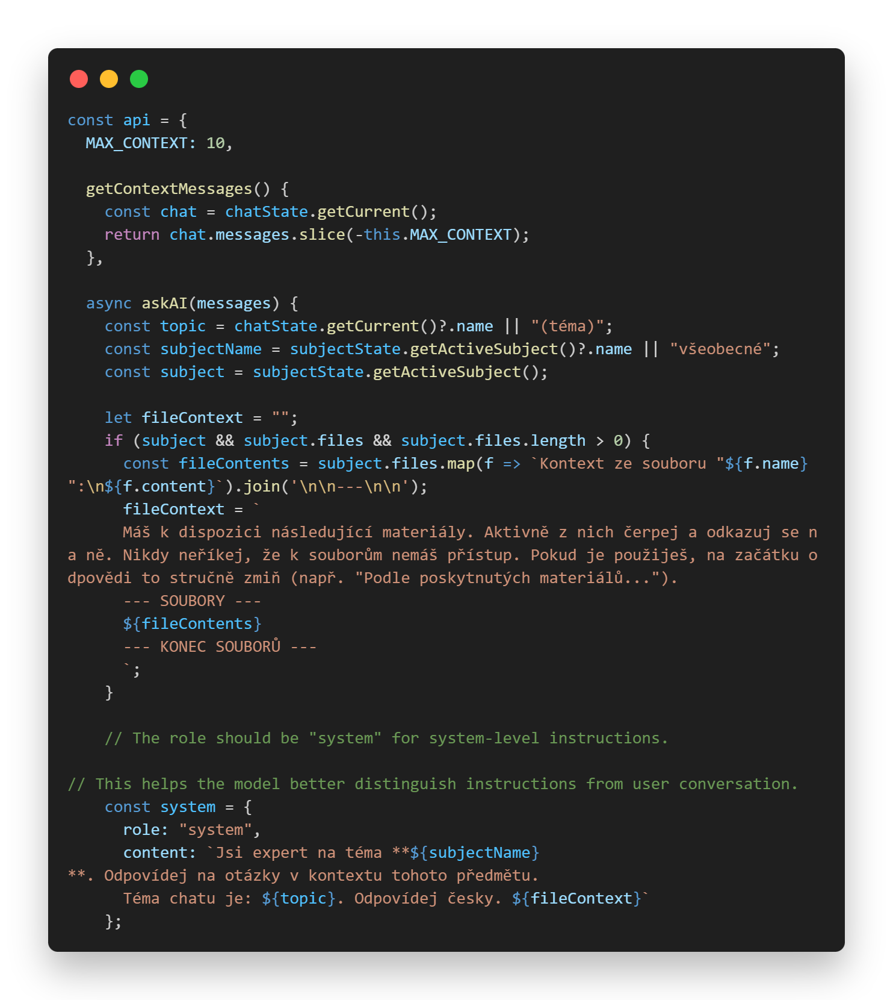 const api = {
  MAX_CONTEXT: 10,
  getContextMessages() {
    const chat = chatState.getCurrent();
    return chat.messages.slice(-this.MAX_CONTEXT);
  },
  async askAI(messages) {
    const topic = chatState.getCurrent()?.name || "(téma)";
    const subjectName = subjectState.getActiveSubject()?.name || "všeobecné";
    const subject = subjectState.getActiveSubject();
    let fileContext = "";
    if (subject && subject.files && subject.files.length > 0) {
      const fileContents = subject.files.map(f => `Kontext ze souboru "${f.name}
":\n${f.content}`).join('\n\n---\n\n');
      fileContext = `
      Máš k dispozici následující materiály. Aktivně z nich čerpej a odkazuj se n
a ně. Nikdy neříkej, že k souborům nemáš přístup. Pokud je použiješ, na začátku o
dpovědi to stručně zmiň (např. "Podle poskytnutých materiálů...").
      --- SOUBORY ---
      ${fileContents}
      --- KONEC SOUBORŮ ---
      `;
    }
    // The role should be "system" for system-level instructions.
// This helps the model better distinguish instructions from user conversation.
    const system = {
      role: "system",
      content: `Jsi expert na téma **${subjectName}
**. Odpovídej na otázky v kontextu tohoto předmětu.
      Téma chatu je: ${topic}. Odpovídej česky. ${fileContext}`
    };